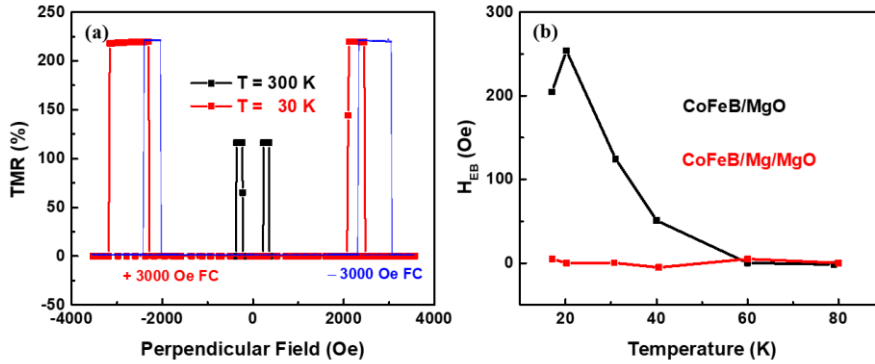 (a)
TMR (%)
250
200
150
100
50
0
-50
T = 300 K
T = 30 K
+ 3000 Oe FC
– 3000 Oe FC
-4000 -2000 0 2000 4000
Perpendicular Field (Oe)
(b)
H_EB (Oe)
300
200
100
0
CoFeB/MgO
CoFeB/Mg/MgO
20 40 60 80
Temperature (K)